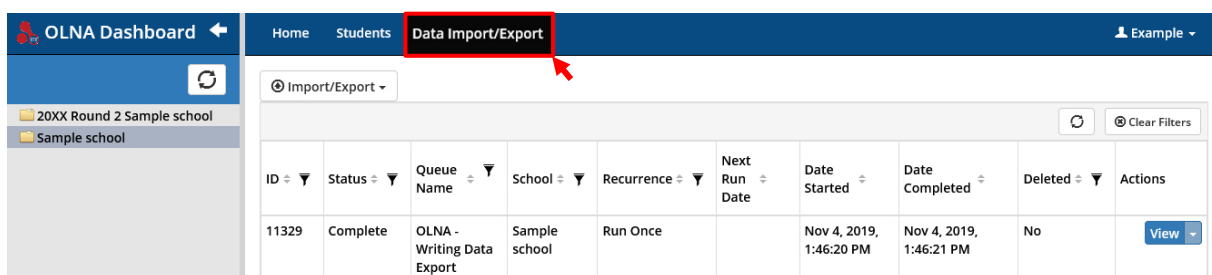 OLNA Dashboard
Home Students Data Import/Export Example
Import/Export
20XX Round 2 Sample school
Sample school
Clear Filters
ID Status Queue Name School Recurrence Next Run Date Date Started Date Completed Deleted Actions
11329 Complete OLNA - Writing Data Export Sample school Run Once Nov 4, 2019, 1:46:20 PM Nov 4, 2019, 1:46:21 PM No View